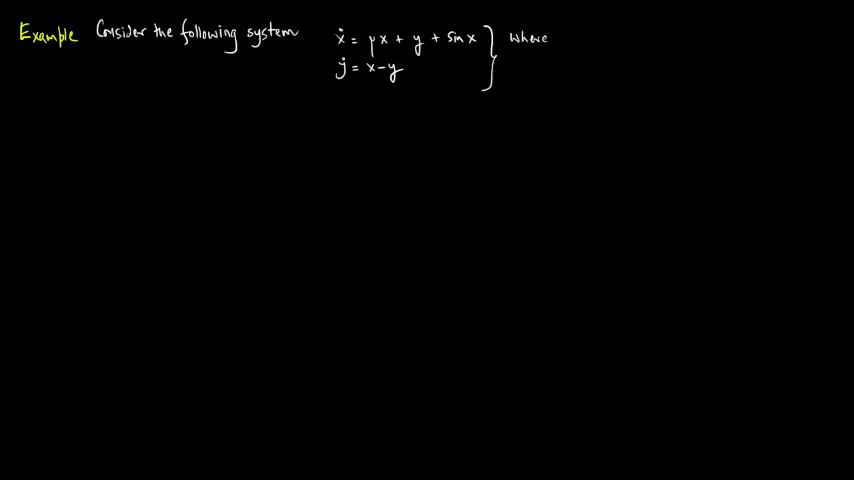 Example Consider the following system ẋ = μx + y + sin x } where
ẏ = x - y